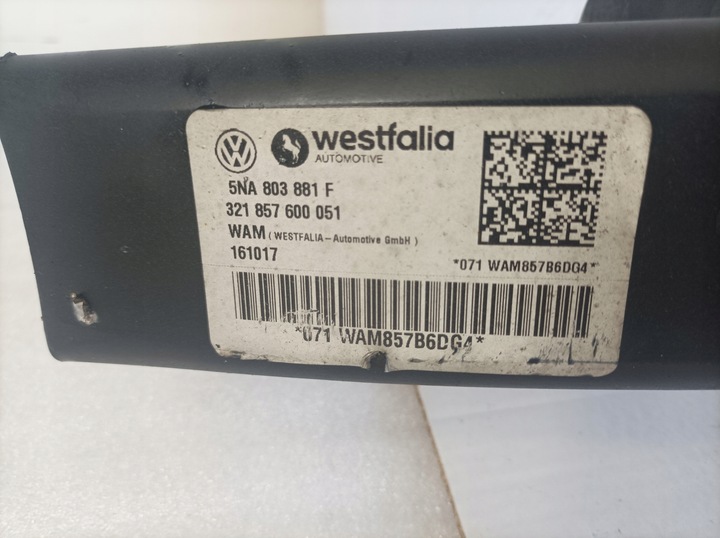 westfalia
AUTOMOTIVE
5NA 803 881 F
321 857 600 051
WAM ( WESTFALIA – Automotive GmbH )
161017
*071 WAM857B6DG4*
*071 WAM857B6DG4*